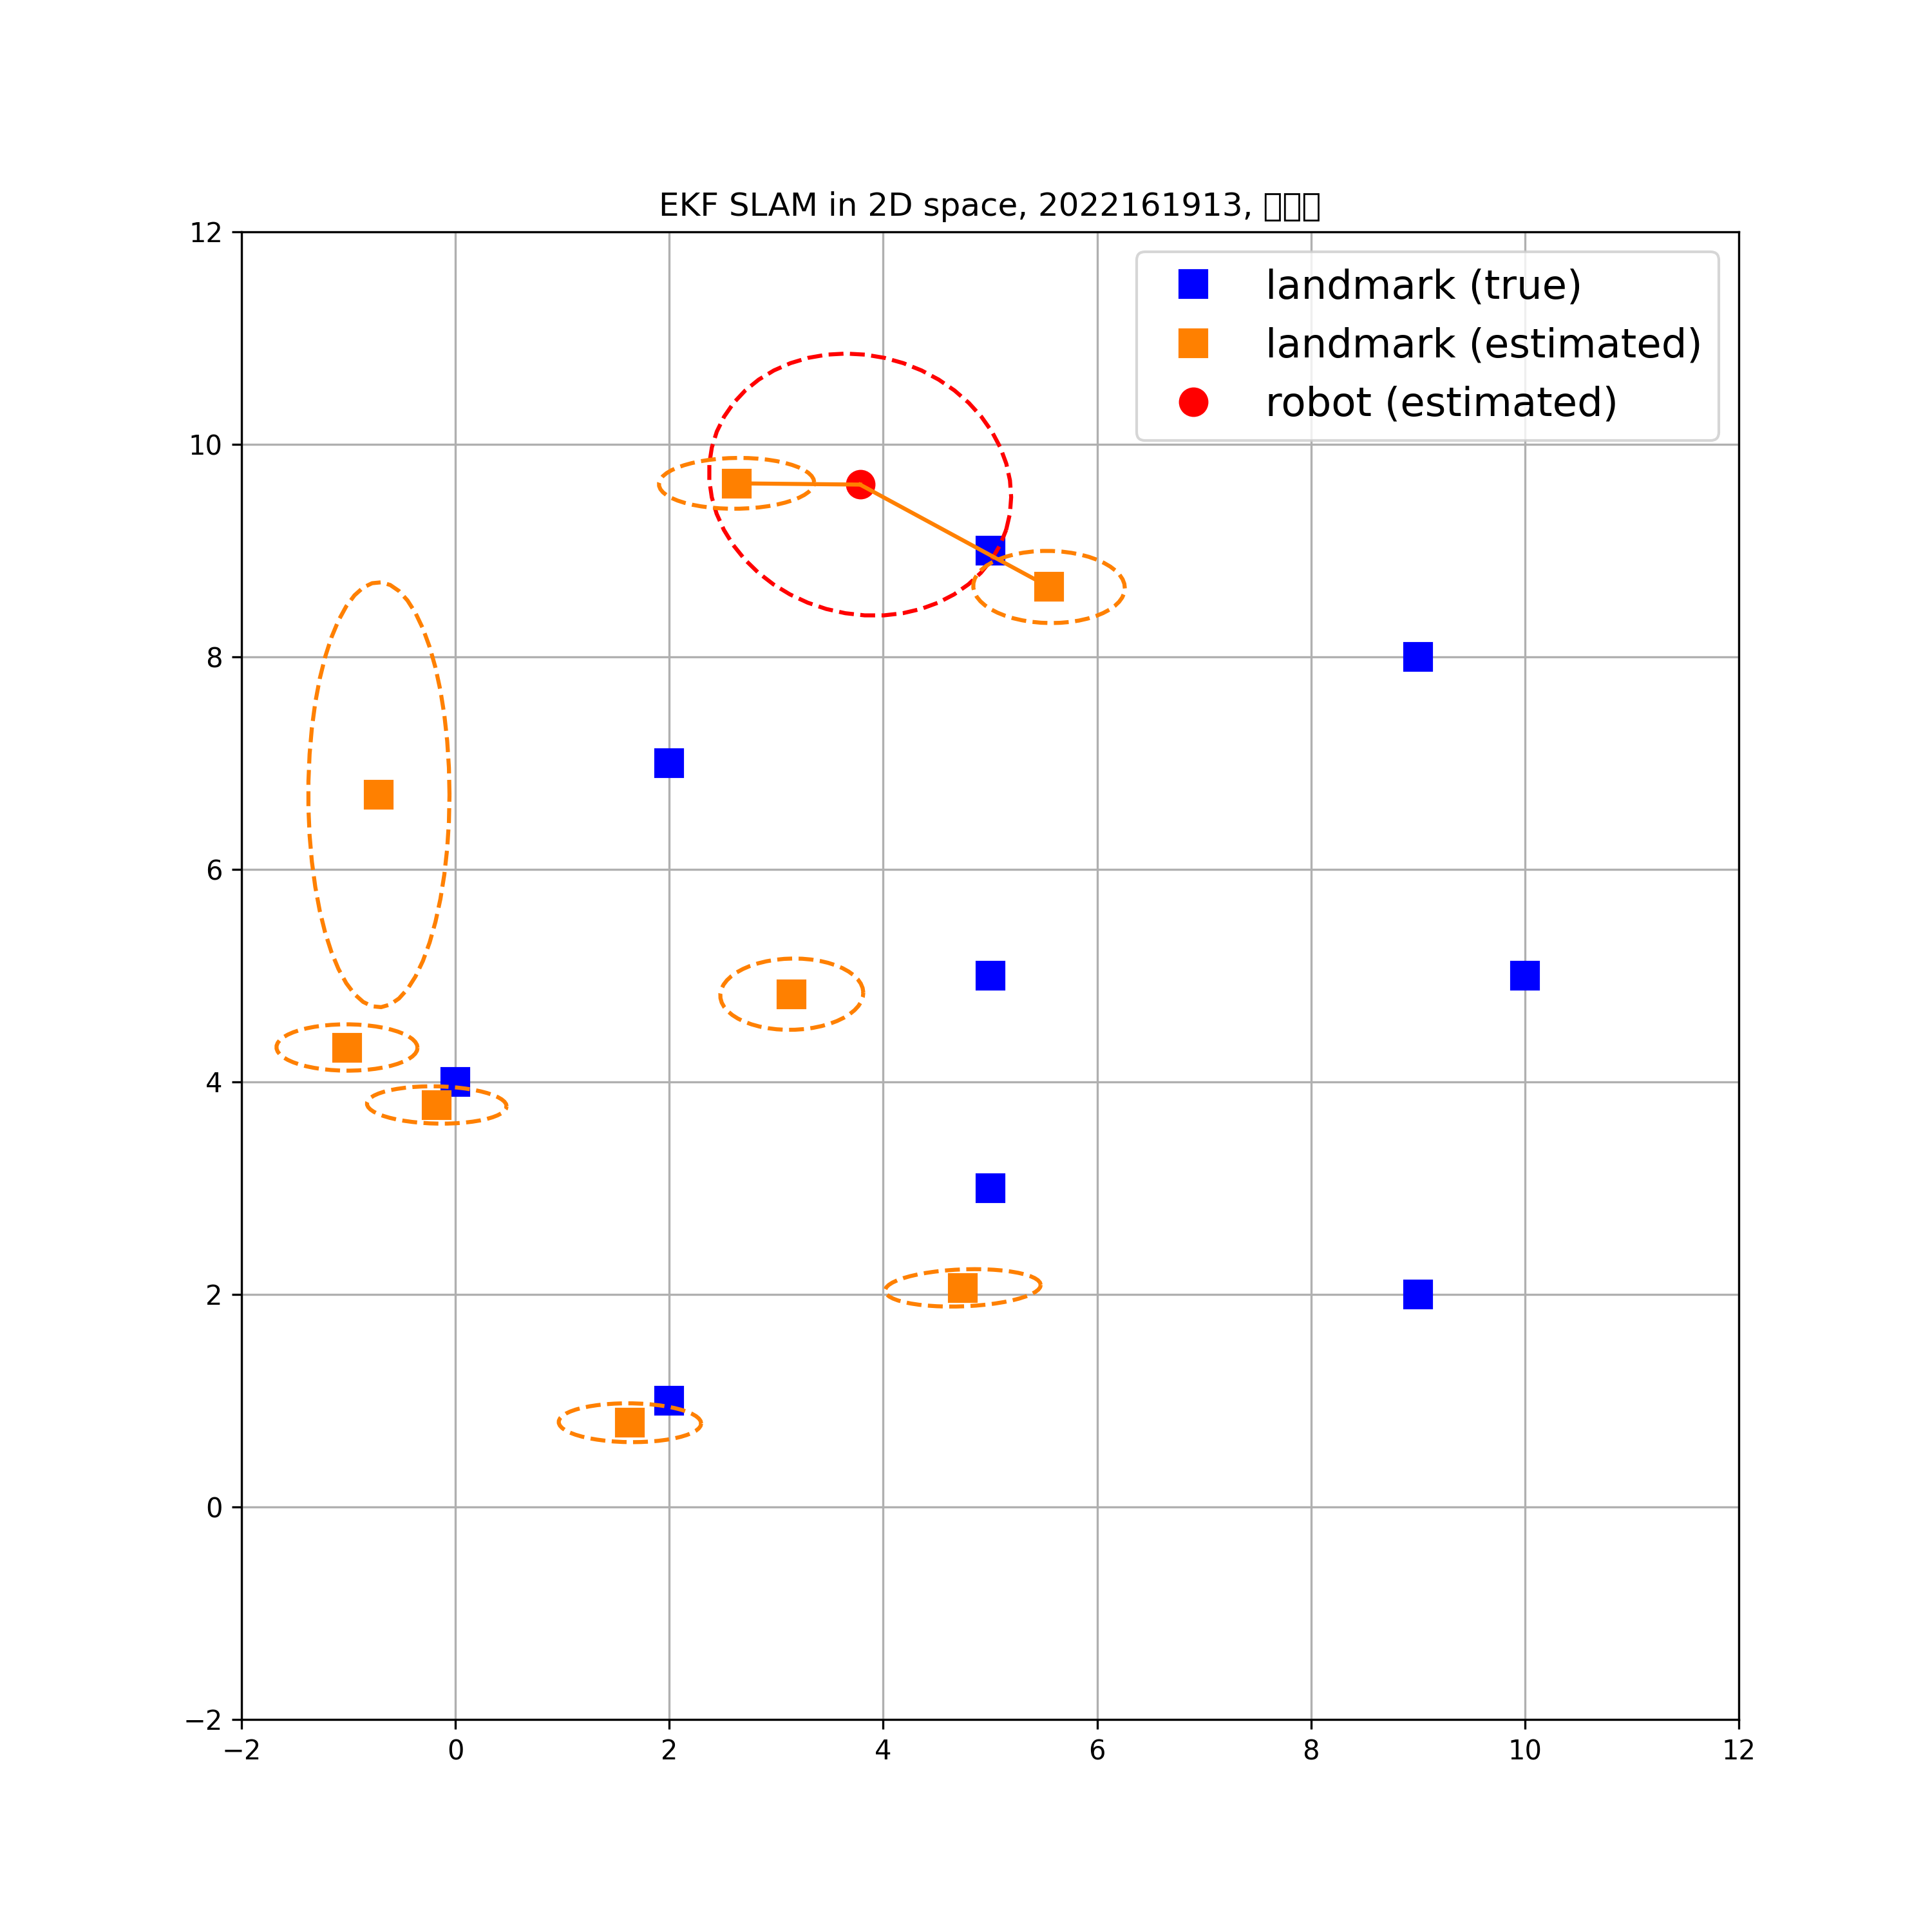 EKF SLAM in 2D space, 2022161913,
12
landmark (true)
landmark (estimated)
robot (estimated)
10
8
6
4
2
0
−2
−2 0 2 4 6 8 10 12